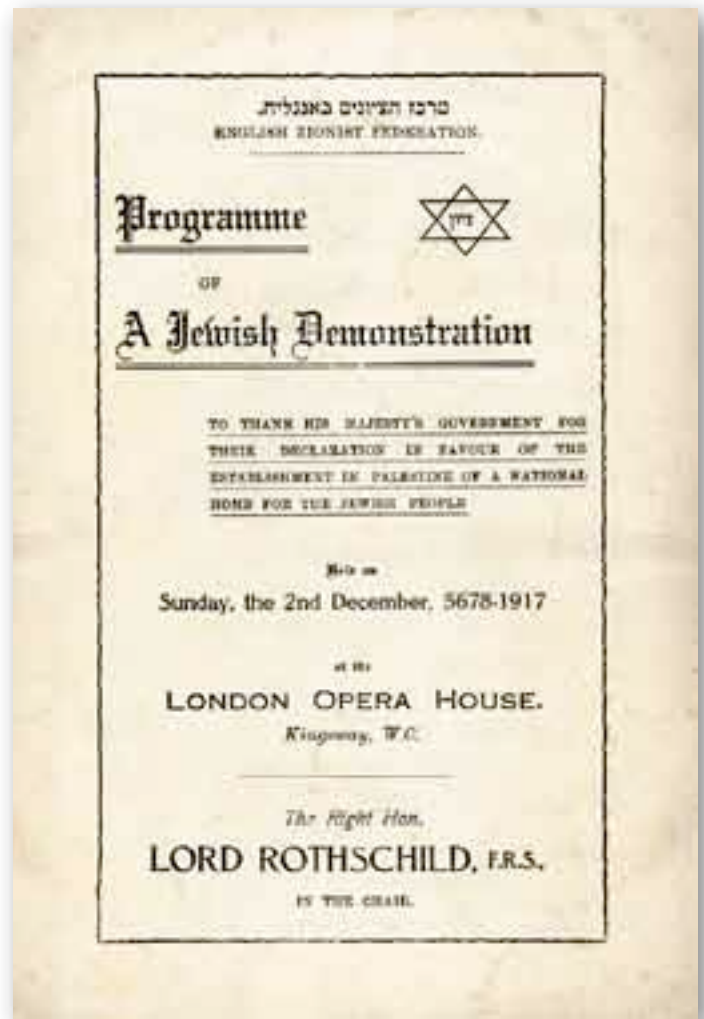 מרכז הציונים באנגלית.
ENGLISH ZIONIST FEDERATION.
Programme
ציון
OF
A Jewish Demonstration
TO THANK HIS MAJESTY'S GOVERNMENT FOR
THEIR DECLARATION IN FAVOUR OF THE
ESTABLISHMENT IN PALESTINE OF A NATIONAL
HOME FOR THE JEWISH PEOPLE
Held on
Sunday, the 2nd December, 5678-1917
at the
LONDON OPERA HOUSE.
Kingsway, W.C.
The Right Hon.
LORD ROTHSCHILD, F.R.S.,
IN THE CHAIR.